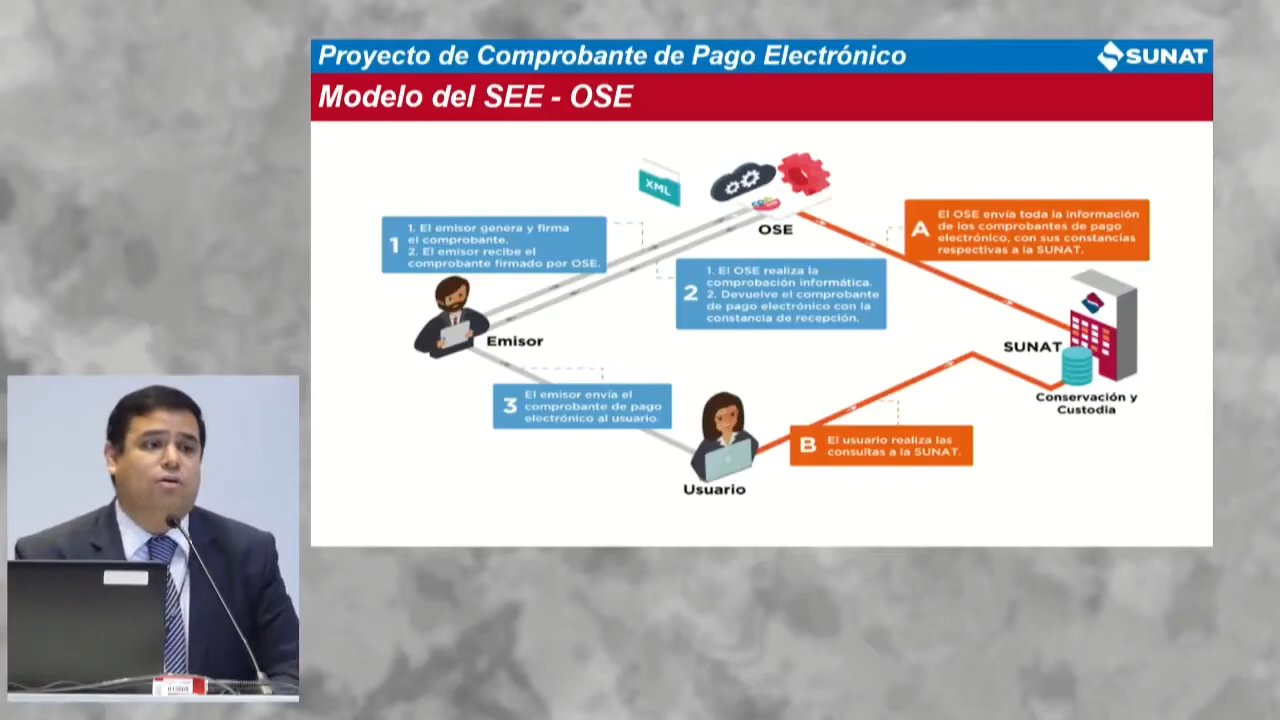 Proyecto de Comprobante de Pago Electrónico
SUNAT
Modelo del SEE - OSE
XML
OSE
1
1. El emisor genera y firma
el comprobante.
2. El emisor recibe el
comprobante firmado por OSE.
A
El OSE envía toda la información
de los comprobantes de pago
electrónico, con sus constancias
respectivas a la SUNAT.
2
1. El OSE realiza la
comprobación informática.
2. Devuelve el comprobante
de pago electrónico con la
constancia de recepción.
Emisor
SUNAT
Conservación y
Custodia
3
El emisor envía el
comprobante de pago
electrónico al usuario.
B
El usuario realiza las
consultas a la SUNAT.
Usuario